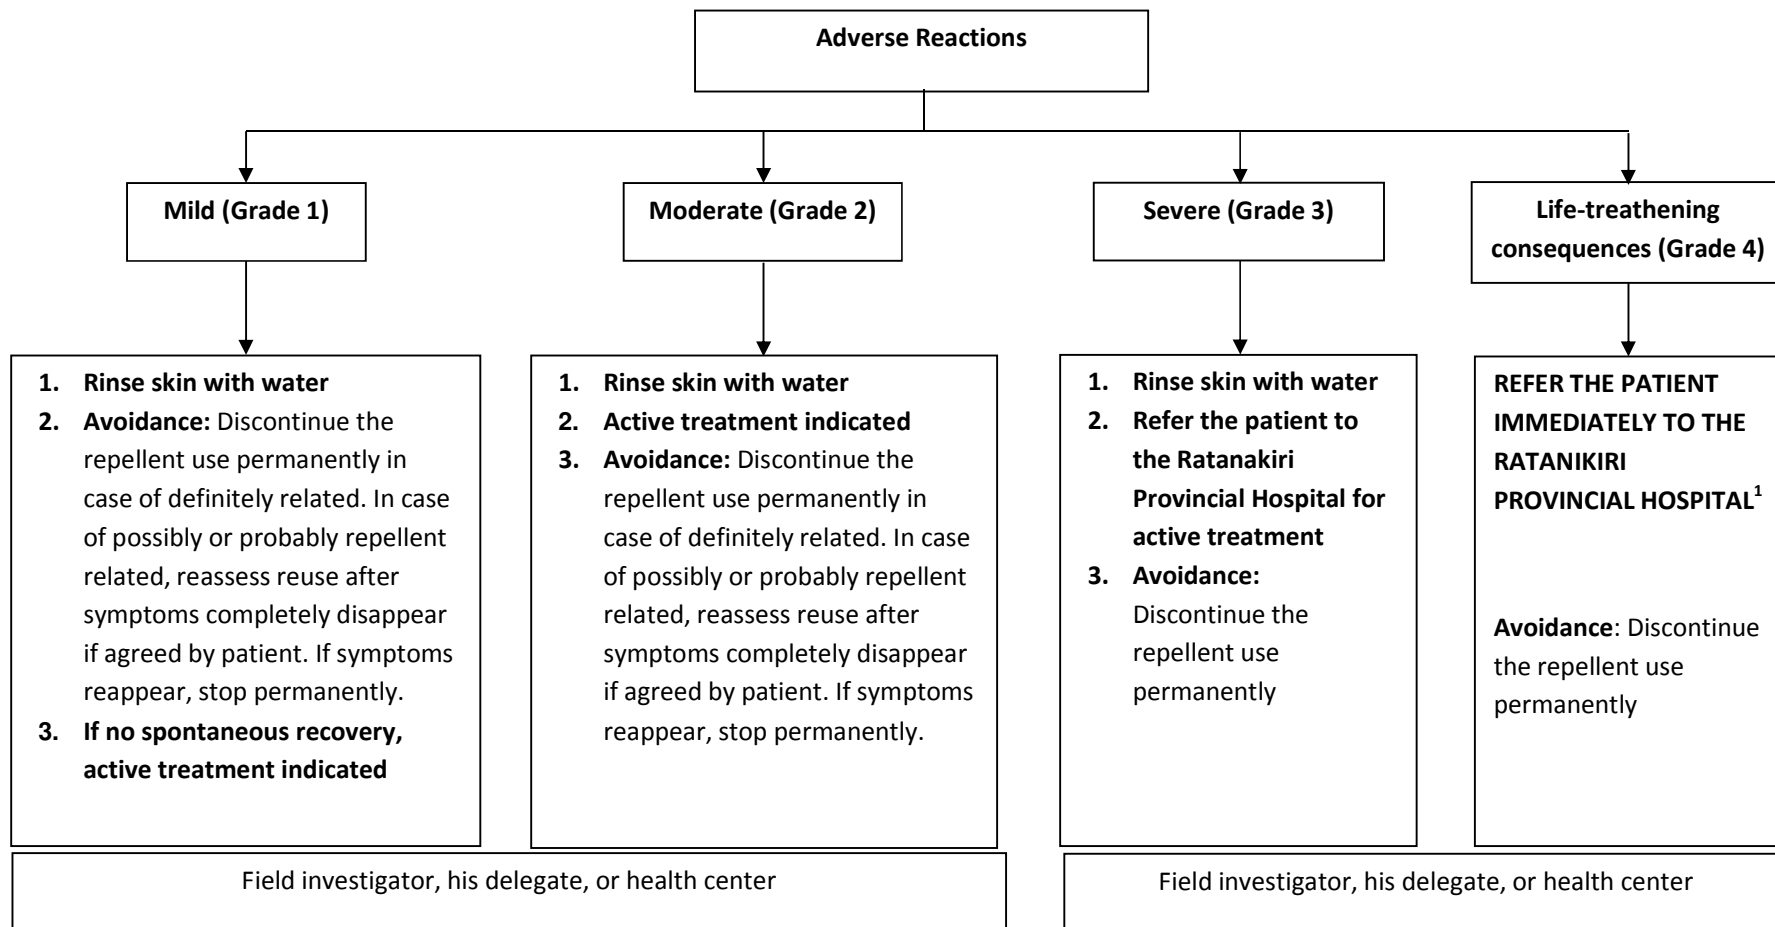 Adverse Reactions
Mild (Grade 1)
Moderate (Grade 2)
Severe (Grade 3)
Life-treathening
consequences (Grade 4)
1. Rinse skin with water
2. Avoidance: Discontinue the
repellent use permanently in
case of definitely related. In case
of possibly or probably repellent
related, reassess reuse after
symptoms completely disappear
if agreed by patient. If symptoms
reappear, stop permanently.
3. If no spontaneous recovery,
active treatment indicated
1. Rinse skin with water
2. Active treatment indicated
3. Avoidance: Discontinue the
repellent use permanently in
case of definitely related. In case
of possibly or probably repellent
related, reassess reuse after
symptoms completely disappear
if agreed by patient. If symptoms
reappear, stop permanently.
1. Rinse skin with water
2. Refer the patient to
the Ratanakiri
Provincial Hospital for
active treatment
3. Avoidance:
Discontinue the
repellent use
permanently
REFER THE PATIENT
IMMEDIATELY TO THE
RATANIKIRI
PROVINCIAL HOSPITAL¹
Avoidance: Discontinue
the repellent use
permanently
Field investigator, his delegate, or health center
Field investigator, his delegate, or health center